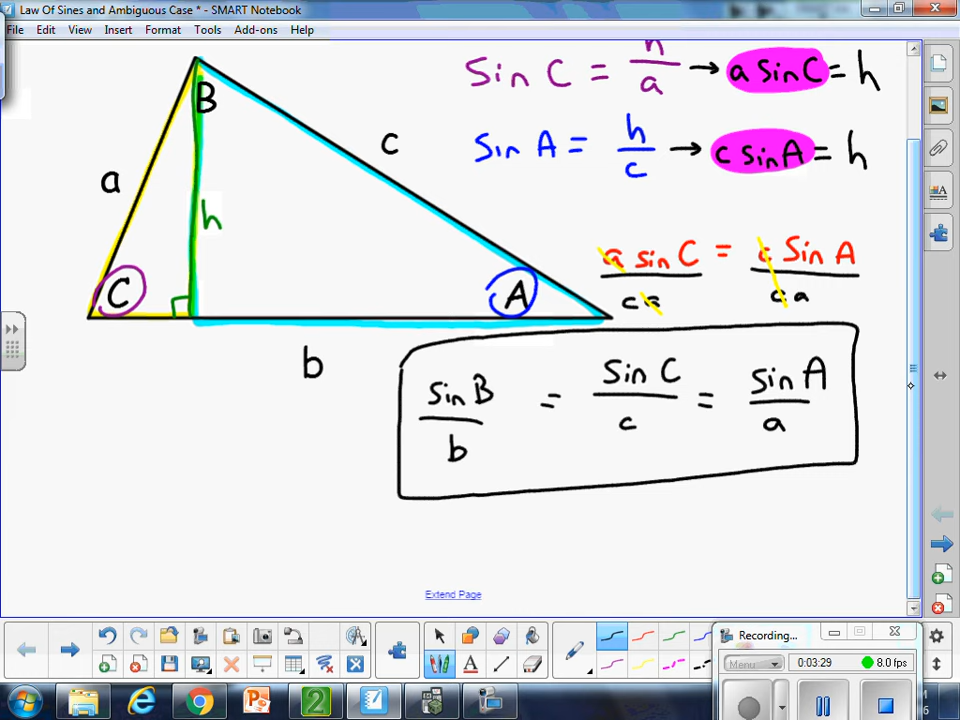 Law Of Sines and Ambiguous Case * - SMART Notebook
File Edit View Insert Format Tools Add-ons Help
Sin C = h/a → a sin C = h
B
c
sin A = h/c → c sin A = h
a
h
a sin C / ca = c Sin A / ca
C
A
b
sin B / b = sin C / c = sin A / a
Extend Page
Recording...
Menu 0:03:29 8.0 fps